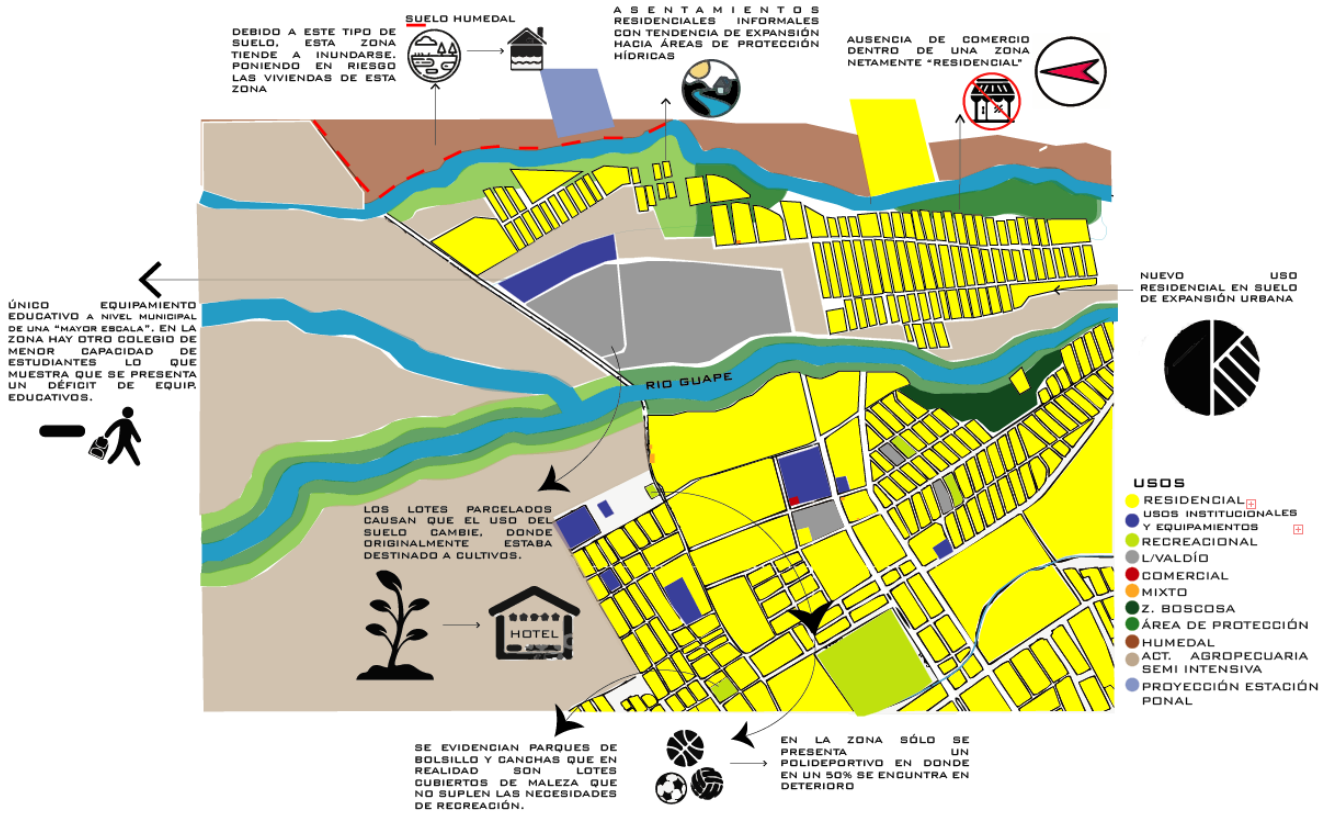 DEBIDO A ESTE TIPO DE
SUELO, ESTA ZONA
TIENDE A INUNDARSE.
PONIENDO EN RIESGO
LAS VIVIENDAS DE ESTA
ZONA
SUELO HUMEDAL
ASENTAMIENTOS
RESIDENCIALES INFORMALES
CON TENDENCIA DE EXPANSIÓN
HACIA ÁREAS DE PROTECCIÓN
HÍDRICAS
AUSENCIA DE COMERCIO
DENTRO DE UNA ZONA
NETAMENTE "RESIDENCIAL"
NUEVO USO
RESIDENCIAL EN SUELO
DE EXPANSIÓN URBANA
ÚNICO EQUIPAMIENTO
EDUCATIVO A NIVEL MUNICIPAL
DE UNA "MAYOR ESCALA". EN LA
ZONA HAY OTRO COLEGIO DE
MENOR CAPACIDAD DE
ESTUDIANTES LO QUE
MUESTRA QUE SE PRESENTA
UN DÉFICIT DE EQUIP.
EDUCATIVOS.
RIO GUAPE
LOS LOTES PARCELADOS
CAUSAN QUE EL USO DEL
SUELO CAMBIE, DONDE
ORIGINALMENTE ESTABA
DESTINADO A CULTIVOS.
HOTEL
USOS
RESIDENCIAL
USOS INSTITUCIONALES
Y EQUIPAMIENTOS
RECREACIONAL
L/VALDÍO
COMERCIAL
MIXTO
Z. BOSCOSA
ÁREA DE PROTECCIÓN
HUMEDAL
ACT. AGROPECUARIA
SEMI INTENSIVA
PROYECCIÓN ESTACIÓN
PONAL
SE EVIDENCIAN PARQUES DE
BOLSILLO Y CANCHAS QUE EN
REALIDAD SON LOTES
CUBIERTOS DE MALEZA QUE
NO SUPLEN LAS NECESIDADES
DE RECREACIÓN.
EN LA ZONA SÓLO SE
PRESENTA UN
POLIDEPORTIVO EN DONDE
EN UN 50% SE ENCUNTRA EN
DETERIORO